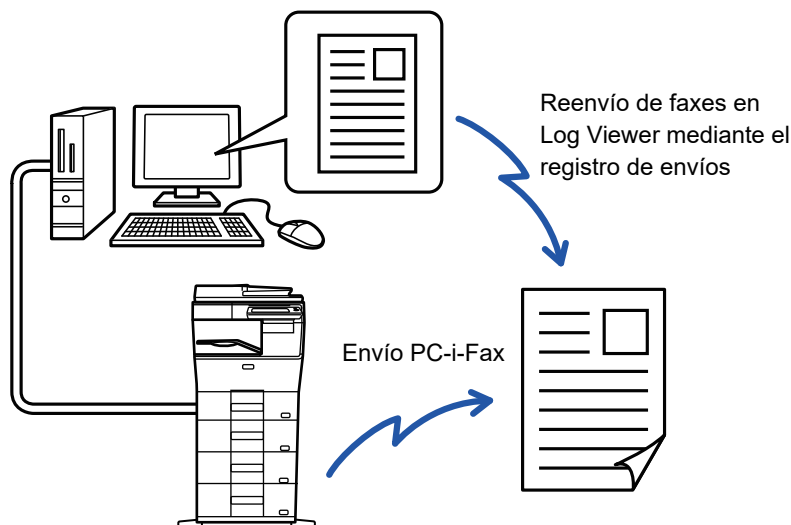 Reenvío de faxes en
Log Viewer mediante el
registro de envíos
Envío PC-i-Fax